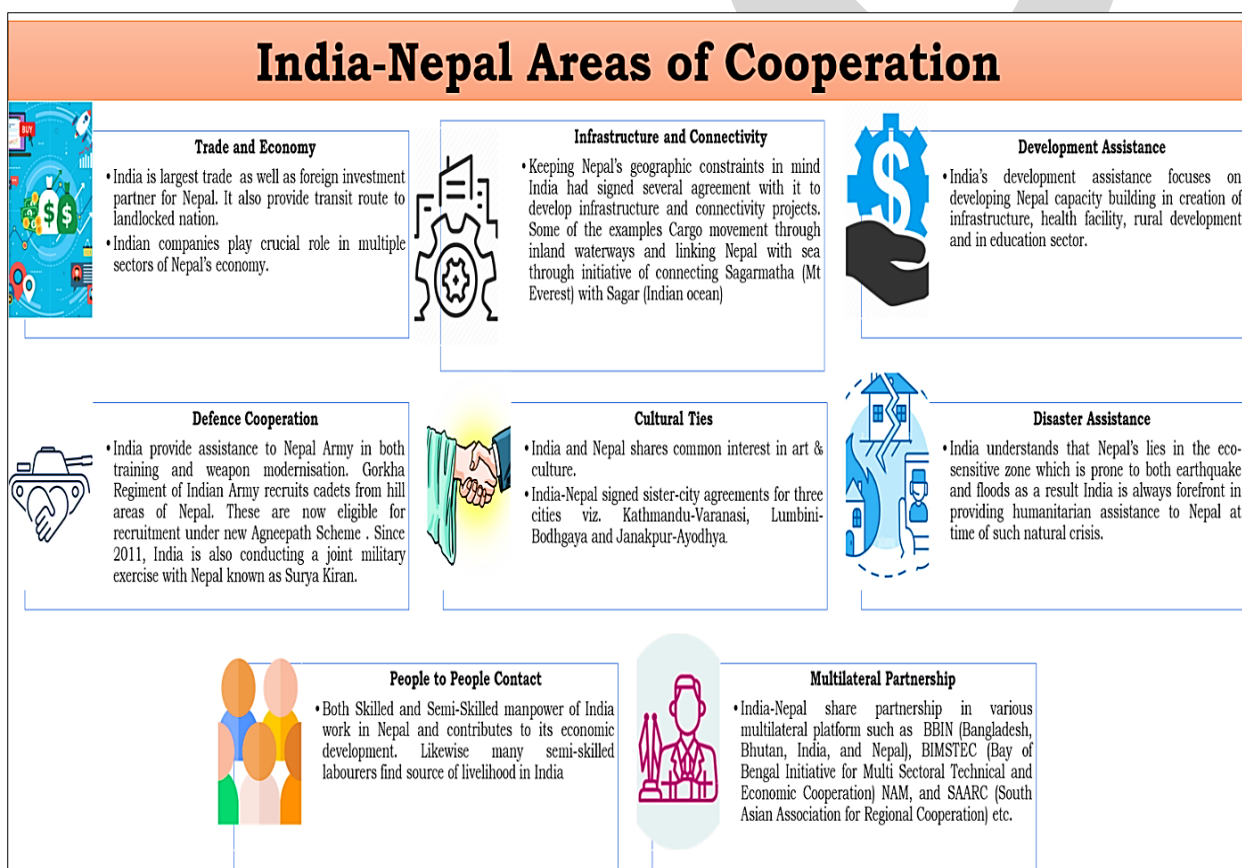 India-Nepal Areas of Cooperation
BUY
Trade and Economy
• India is largest trade as well as foreign investment
partner for Nepal. It also provide transit route to
landlocked nation.
• Indian companies play crucial role in multiple
sectors of Nepal's economy.
Infrastructure and Connectivity
• Keeping Nepal's geographic constraints in mind
India had signed several agreement with it to
develop infrastructure and connectivity projects.
Some of the examples Cargo movement through
inland waterways and linking Nepal with sea
through initiative of connecting Sagarmatha (Mt
Everest) with Sagar (Indian ocean)
$
Development Assistance
• India's development assistance focuses on
developing Nepal capacity building in creation of
infrastructure, health facility, rural development
and in education sector.
Defence Cooperation
• India provide assistance to Nepal Army in both
training and weapon modernisation. Gorkha
Regiment of Indian Army recruits cadets from hill
areas of Nepal. These are now eligible for
recruitment under new Agneepath Scheme . Since
2011, India is also conducting a joint military
exercise with Nepal known as Surya Kiran.
Cultural Ties
• India and Nepal shares common interest in art &
culture.
• India-Nepal signed sister-city agreements for three
cities viz. Kathmandu-Varanasi, Lumbini-
Bodhgaya and Janakpur-Ayodhya
Disaster Assistance
• India understands that Nepal's lies in the eco-
sensitive zone which is prone to both earthquake
and floods as a result India is always forefront in
providing humanitarian assistance to Nepal at
time of such natural crisis.
People to People Contact
• Both Skilled and Semi-Skilled manpower of India
work in Nepal and contributes to its economic
development. Likewise many semi-skilled
labourers find source of livelihood in India
Multilateral Partnership
• India-Nepal share partnership in various
multilateral platform such as BBIN (Bangladesh,
Bhutan, India, and Nepal), BIMSTEC (Bay of
Bengal Initiative for Multi Sectoral Technical and
Economic Cooperation) NAM, and SAARC (South
Asian Association for Regional Cooperation) etc.